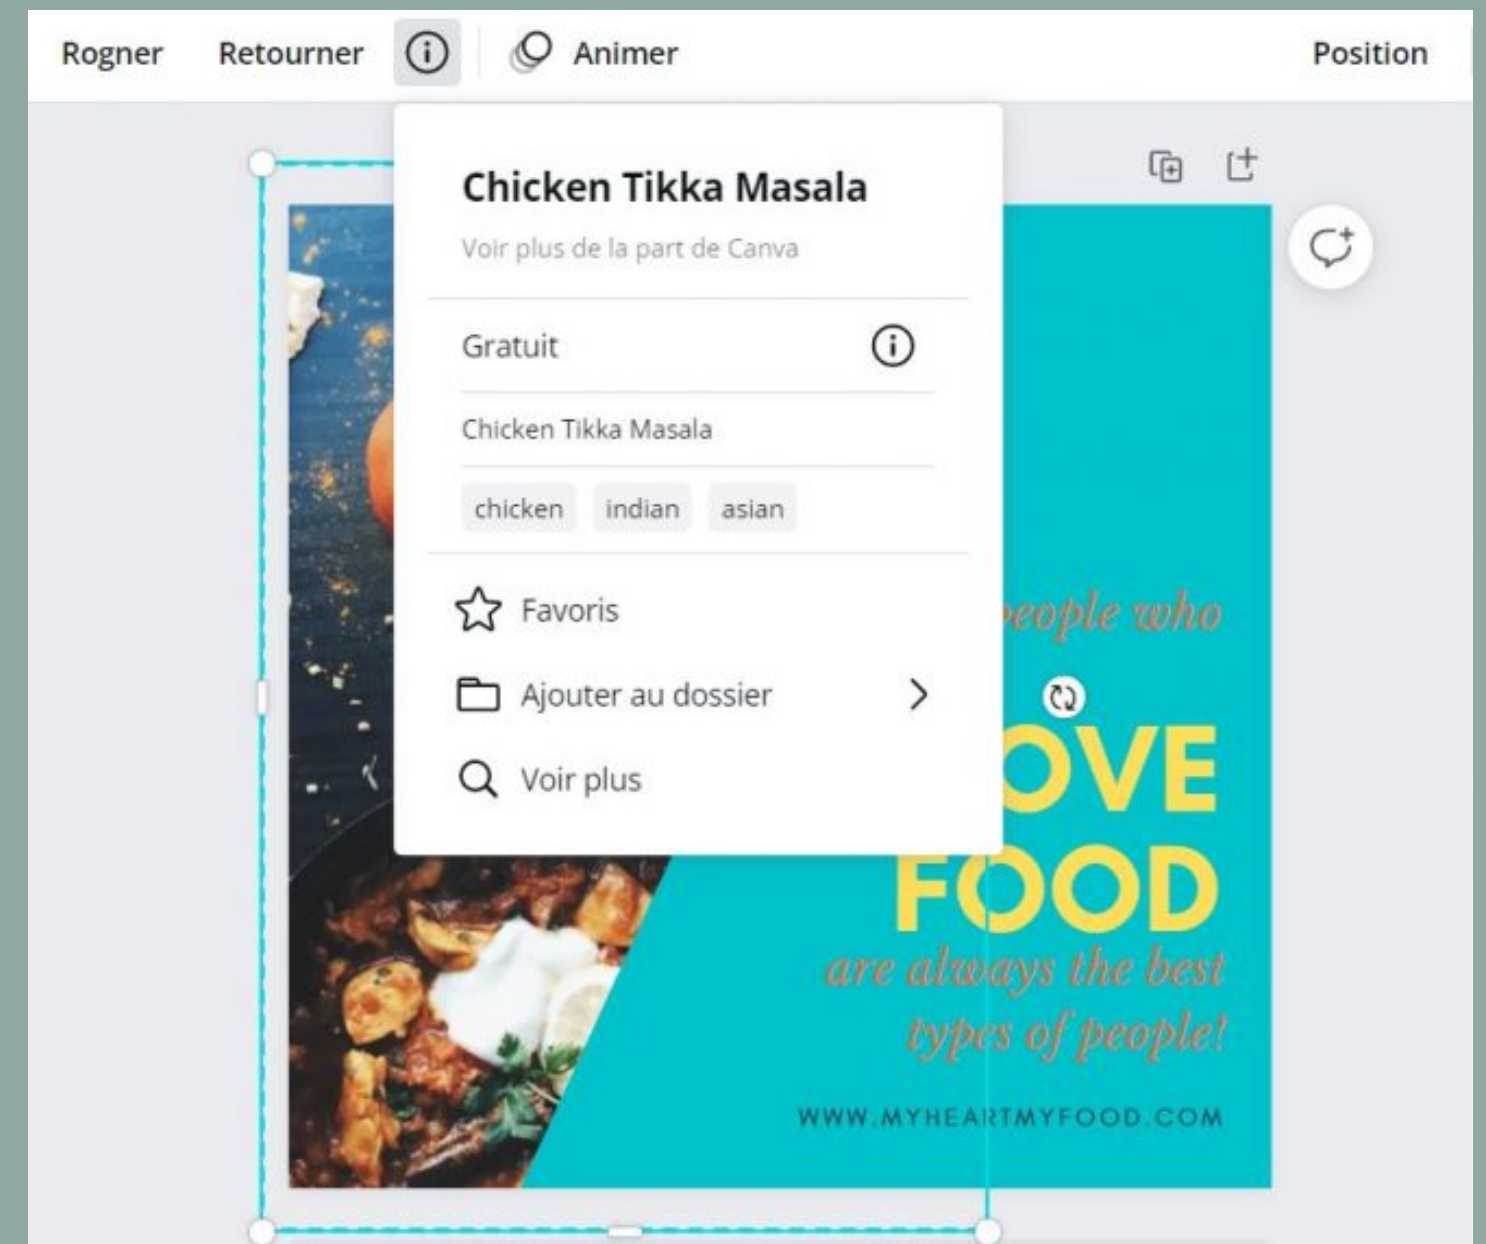 Rogner Retourner Animer Position
Chicken Tikka Masala
Voir plus de la part de Canva
Gratuit
Chicken Tikka Masala
chicken indian asian
Favoris
Ajouter au dossier
Voir plus
people who
OVE
FOOD
are always the best
types of people!
WWW.MYHEARTMYFOOD.COM